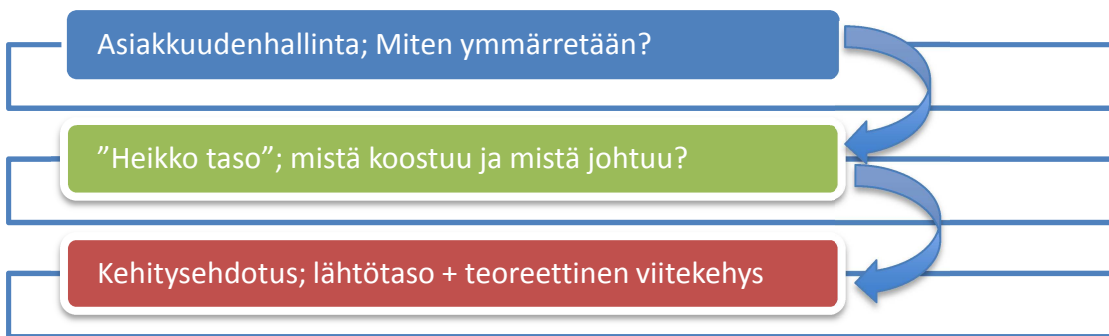 Asiakkuudenhallinta; Miten ymmärretään?
”Heikko taso”; mistä koostuu ja mistä johtuu?
Kehitysehdotus; lähtötaso + teoreettinen viitekehys